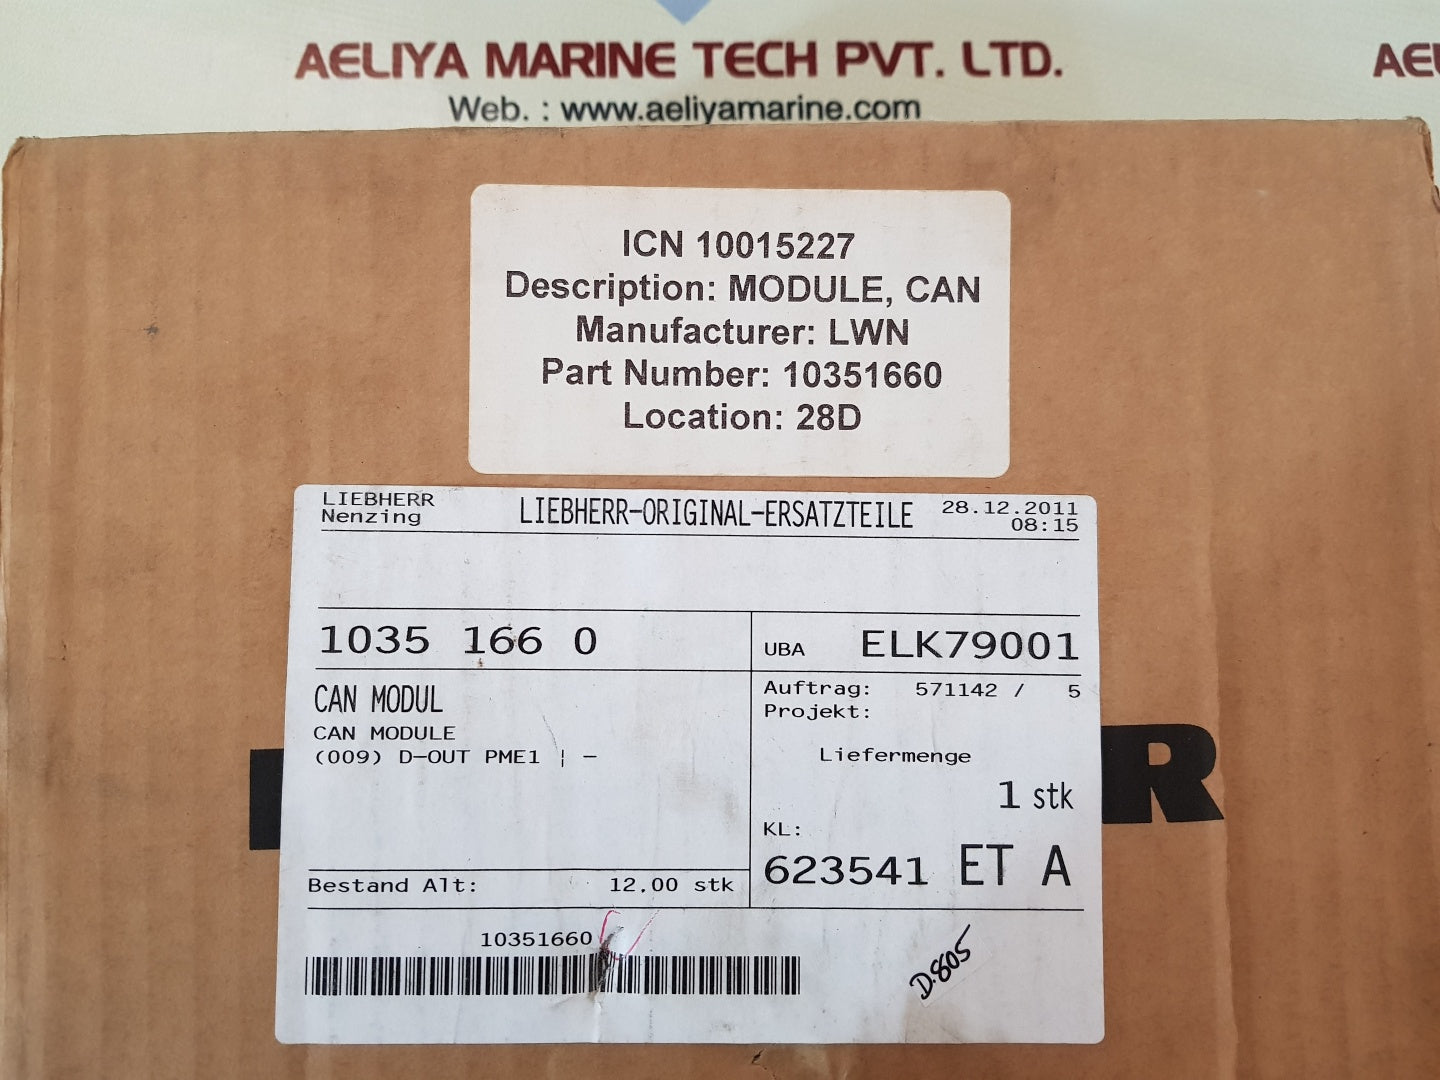 AELIYA MARINE TECH PVT. LTD.
Web. : www.aeliyamarine.com
ICN 10015227
Description: MODULE, CAN
Manufacturer: LWN
Part Number: 10351660
Location: 28D
LIEBHERR
Nenzing
LIEBHERR-ORIGINAL-ERSATZTEILE
28.12.2011
08:15
1035 166 0
UBA ELK79001
CAN MODUL
CAN MODULE
(009) D-OUT PME1 ¦ -
Auftrag: 571142 / 5
Projekt:
Liefermenge
1 stk
KL:
623541 ET A
Bestand Alt: 12.00 stk
10351660
D.805